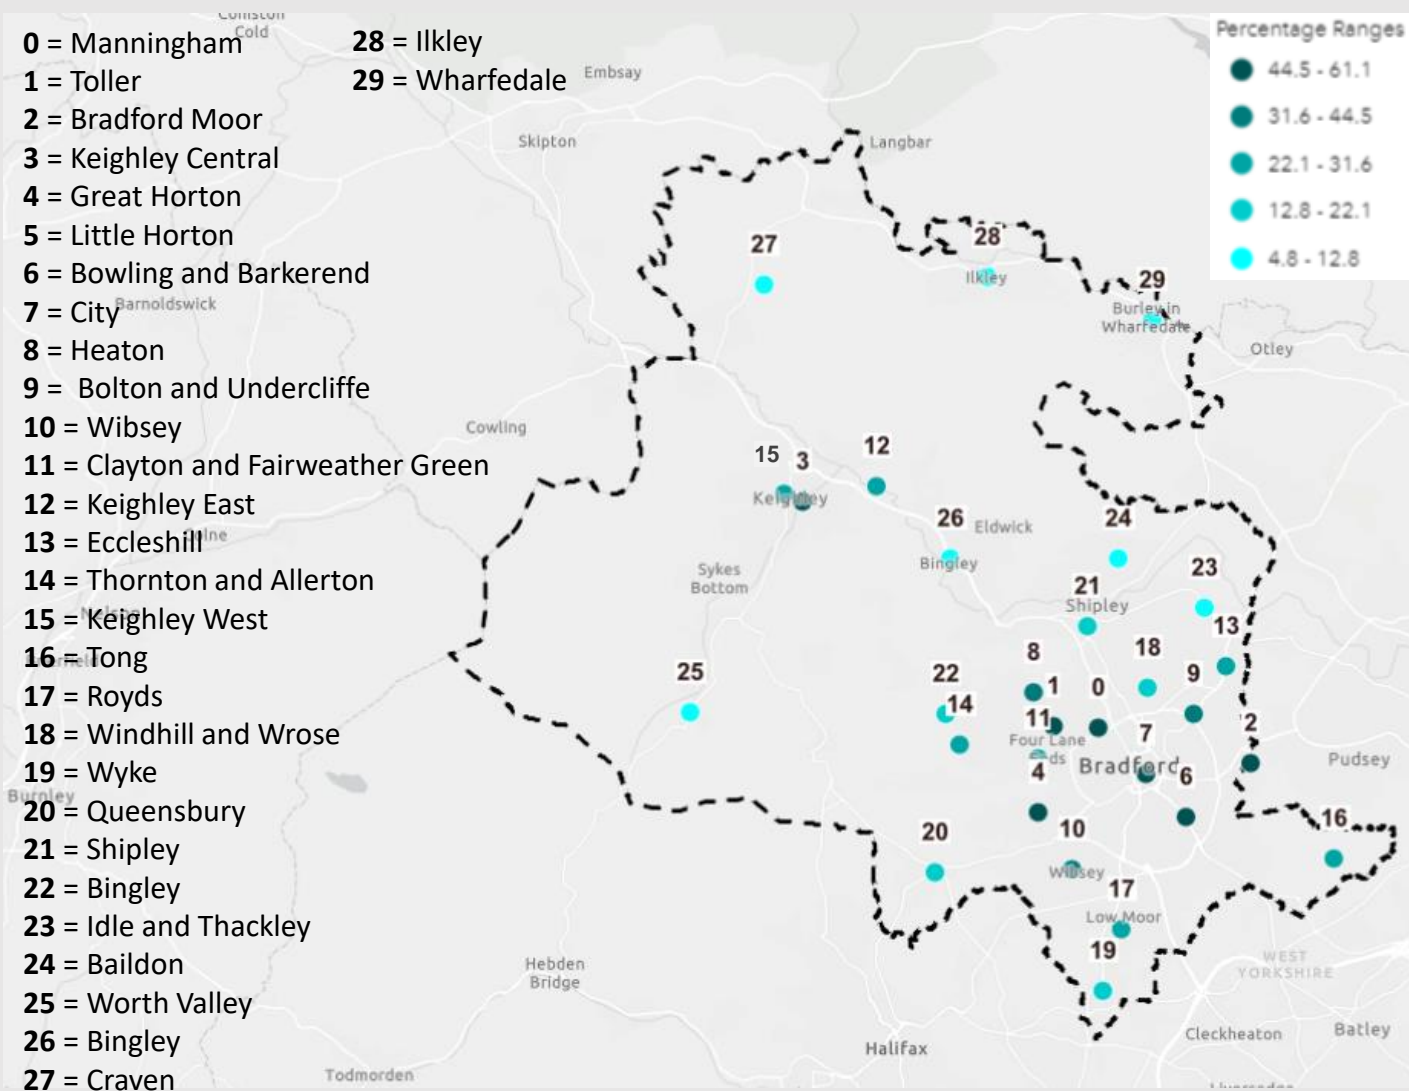 0 = Manningham
1 = Toller
2 = Bradford Moor
3 = Keighley Central
4 = Great Horton
5 = Little Horton
6 = Bowling and Barkerend
7 = City
8 = Heaton
9 = Bolton and Undercliffe
10 = Wibsey
11 = Clayton and Fairweather Green
12 = Keighley East
13 = Eccleshill
14 = Thornton and Allerton
15 = Keighley West
16 = Tong
17 = Royds
18 = Windhill and Wrose
19 = Wyke
20 = Queensbury
21 = Shipley
22 = Bingley
23 = Idle and Thackley
24 = Baildon
25 = Worth Valley
26 = Bingley
27 = Craven
28 = Ilkley
29 = Wharfedale
Percentage Ranges
44.5 - 61.1
31.6 - 44.5
22.1 - 31.6
12.8 - 22.1
4.8 - 12.8
Coniston
Cold
Embsay
Skipton
Langbar
27
28
Ilkley
29
Burley in
Wharfedale
Otley
Barnoldswick
Cowling
15
3
12
Keighley
26
Eldwick
Bingley
24
23
Sykes
Bottom
21
Shipley
13
Colne
Nelson
8
18
25
22
1
0
9
14
11
2
Four Lane
7
Pudsey
4
Bradford
6
Burnley
20
10
16
Wibsey
17
Low Moor
19
WEST
YORKSHIRE
Hebden
Bridge
Halifax
Cleckheaton
Batley
Todmorden